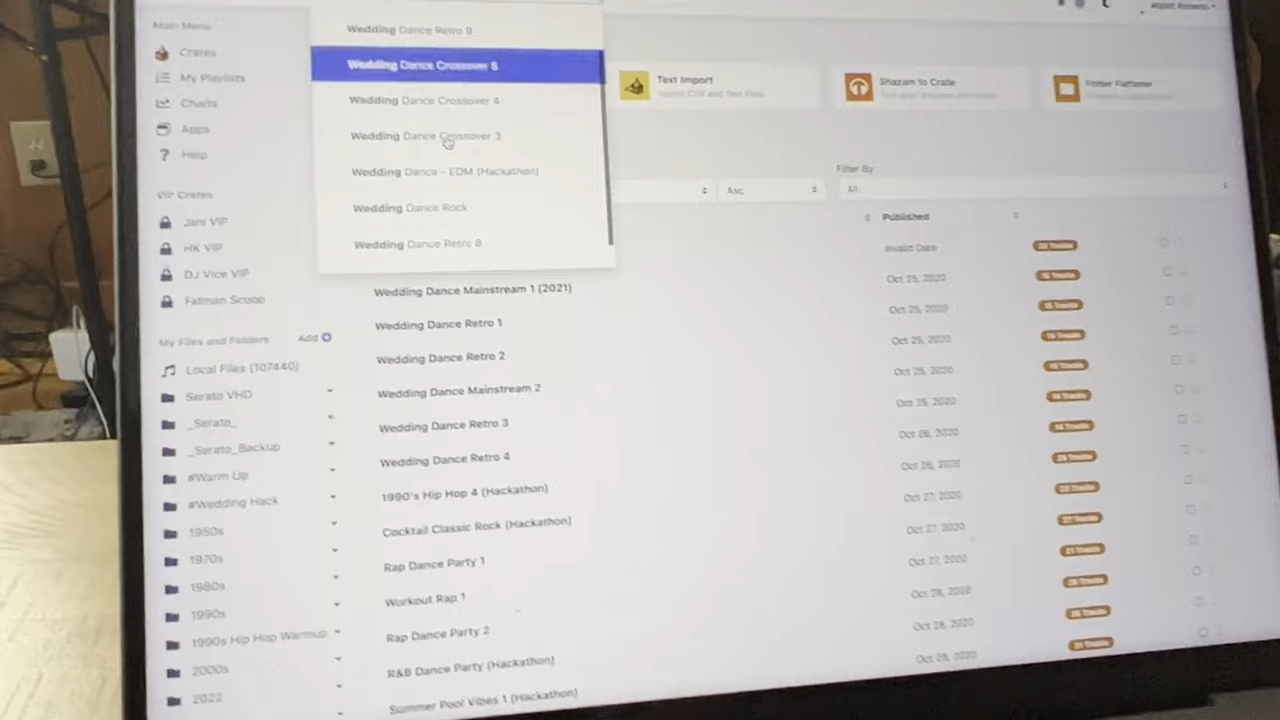 Main Menu
Crates
My Playlists
Charts
Apps
Help
VIP Crates
Jani VIP
HK VIP
DJ Vice VIP
Fatman Scoop
My Files and Folders Add
Local Files (107440)
Serato VHD
_Serato_
_Serato_Backup
#Warm Up
#Wedding Hack
1950s
1970s
1980s
1990s
1990s Hip Hop Warmup
2000s
2022
Wedding Dance Retro 9
Wedding Dance Crossover 5
Wedding Dance Crossover 4
Wedding Dance Crossover 3
Wedding Dance - EDM (Hackathon)
Wedding Dance Rock
Wedding Dance Retro 8
Text Import
Shazam to Crate
Folder Flattener
Filter By
Asc
All
Published
Invalid Date
Wedding Dance Mainstream 1 (2021) Oct 25, 2020
Wedding Dance Retro 1 Oct 25, 2020
Wedding Dance Retro 2 Oct 25, 2020
Wedding Dance Mainstream 2 Oct 25, 2020
Wedding Dance Retro 3 Oct 25, 2020
Wedding Dance Retro 4 Oct 26, 2020
1990's Hip Hop 4 (Hackathon) Oct 26, 2020
Cocktail Classic Rock (Hackathon) Oct 27, 2020
Rap Dance Party 1 Oct 27, 2020
Workout Rap 1 Oct 27, 2020
Rap Dance Party 2 Oct 28, 2020
R&B Dance Party (Hackathon) Oct 28, 2020
Summer Pool Vibes 1 (Hackathon) Oct 28, 2020